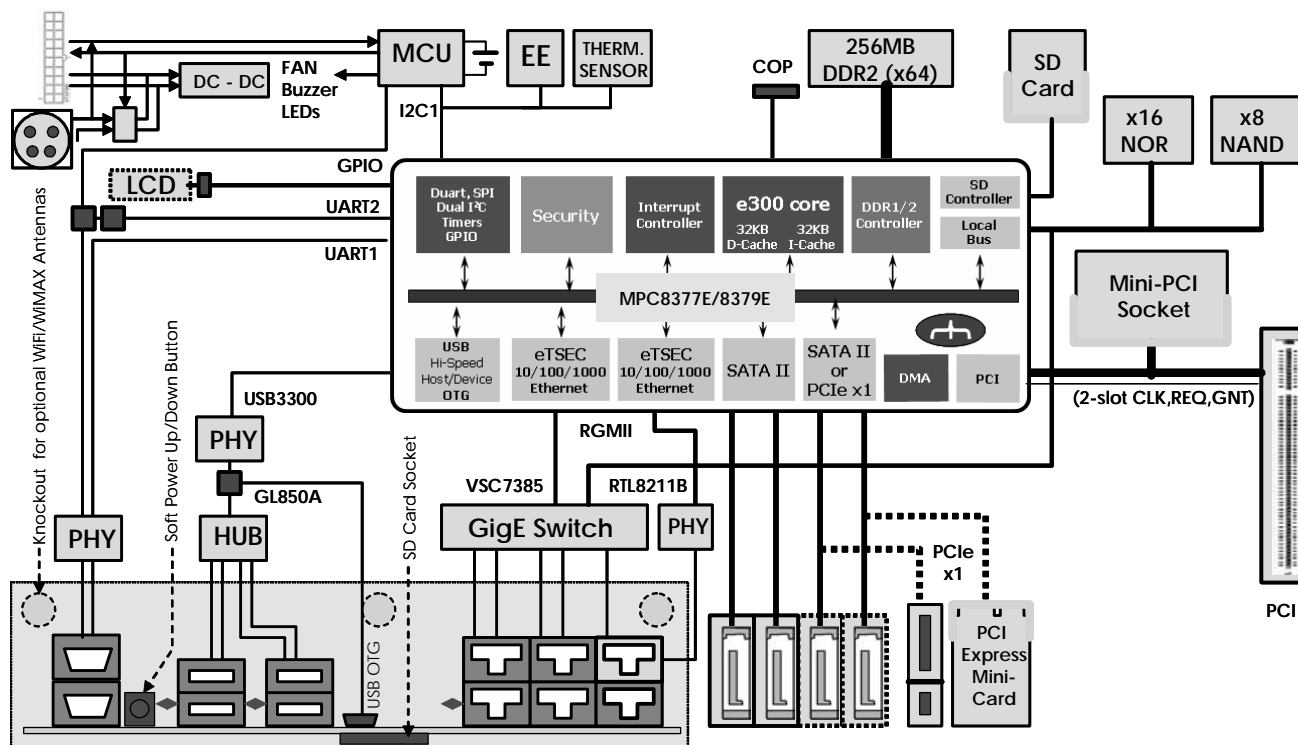 MCU
EE
THERM.
SENSOR
256MB
DDR2 (x64)
SD
Card
COP
DC - DC
FAN
Buzzer
LEDs
I2C1
x16
NOR
x8
NAND
GPIO
LCD
UART2
UART1
Duart, SPI
Dual I²C
Timers
GPIO
Security
Interrupt
Controller
e300 core
32KB
D-Cache
32KB
I-Cache
DDR1/2
Controller
SD
Controller
Local
Bus
MPC8377E/8379E
Mini-PCI
Socket
USB
Hi-Speed
Host/Device
OTG
eTSEC
10/100/1000
Ethernet
eTSEC
10/100/1000
Ethernet
SATA II
SATA II
or
PCIe x1
DMA
PCI
(2-slot CLK,REQ,GNT)
USB3300
PHY
RGMII
GL850A
VSC7385
RTL8211B
PHY
HUB
GigE Switch
PHY
PCIe
x1
PCI
Express
Mini-
Card
PCI
Knockout for optional WiFi/WiMAX Antennas
Soft Power Up/Down Button
SD Card Socket
USB OTG